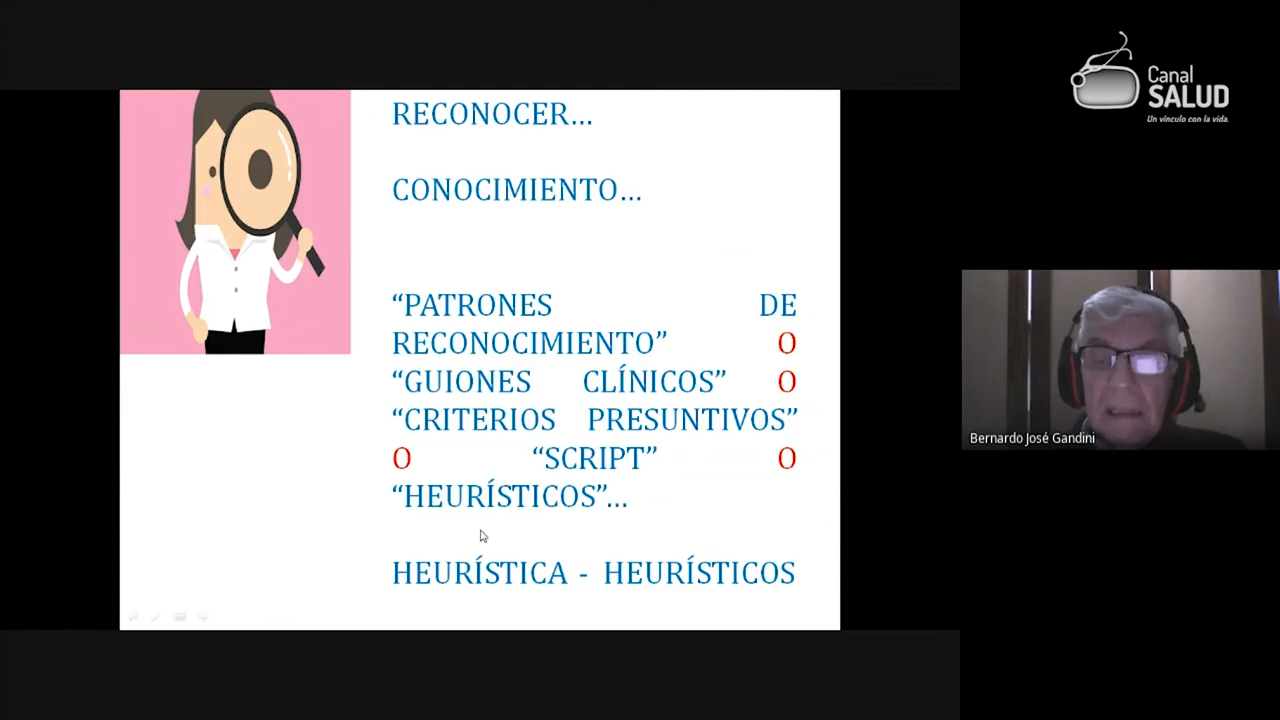 RECONOCER...
CONOCIMIENTO...
“PATRONES DE
RECONOCIMIENTO” O
“GUIONES CLÍNICOS” O
“CRITERIOS PRESUNTIVOS”
O “SCRIPT” O
“HEURÍSTICOS”...
HEURÍSTICA - HEURÍSTICOS
Canal
SALUD
Un vínculo con la vida.
Bernardo José Gandini